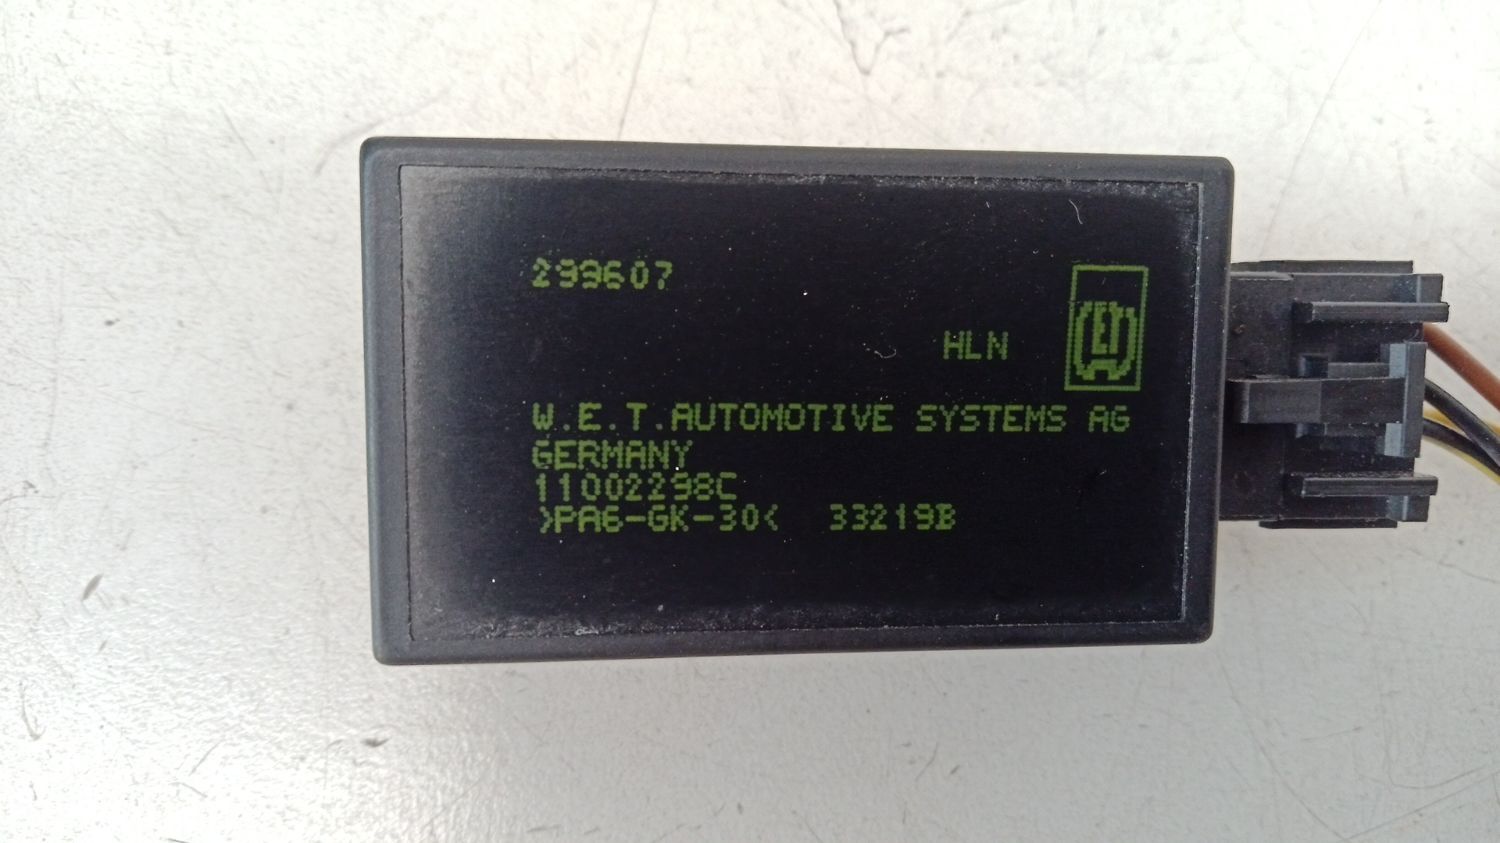 299607
HLN
W.E.T.AUTOMOTIVE SYSTEMS AG
GERMANY
11002298C
>PA6-GK-30< 33219B